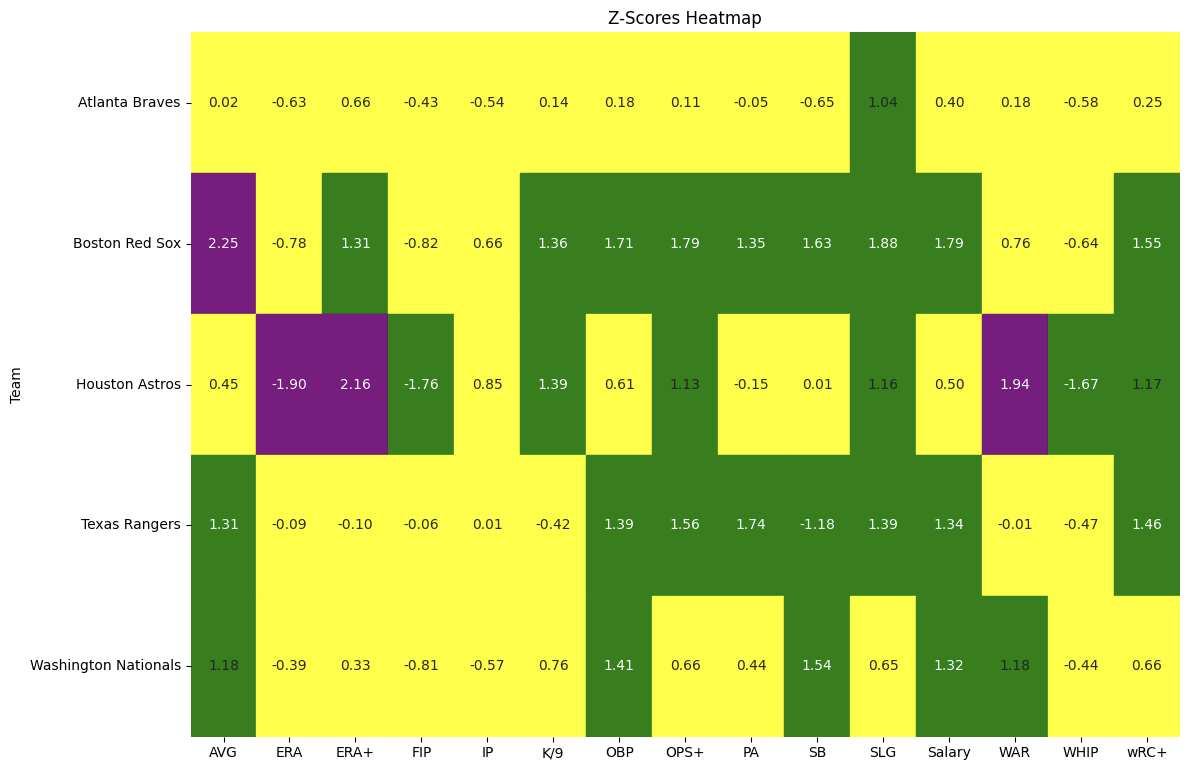 Z-Scores Heatmap
Team
Atlanta Braves 0.02 -0.63 0.66 -0.43 -0.54 0.14 0.18 0.11 -0.05 -0.65 1.04 0.40 0.18 -0.58 0.25
Boston Red Sox 2.25 -0.78 1.31 -0.82 0.66 1.36 1.71 1.79 1.35 1.63 1.88 1.79 0.76 -0.64 1.55
Houston Astros 0.45 -1.90 2.16 -1.76 0.85 1.39 0.61 1.13 -0.15 0.01 1.16 0.50 1.94 -1.67 1.17
Texas Rangers 1.31 -0.09 -0.10 -0.06 0.01 -0.42 1.39 1.56 1.74 -1.18 1.39 1.34 -0.01 -0.47 1.46
Washington Nationals 1.18 -0.39 0.33 -0.81 -0.57 0.76 1.41 0.66 0.44 1.54 0.65 1.32 1.18 -0.44 0.66
AVG ERA ERA+ FIP IP K/9 OBP OPS+ PA SB SLG Salary WAR WHIP wRC+